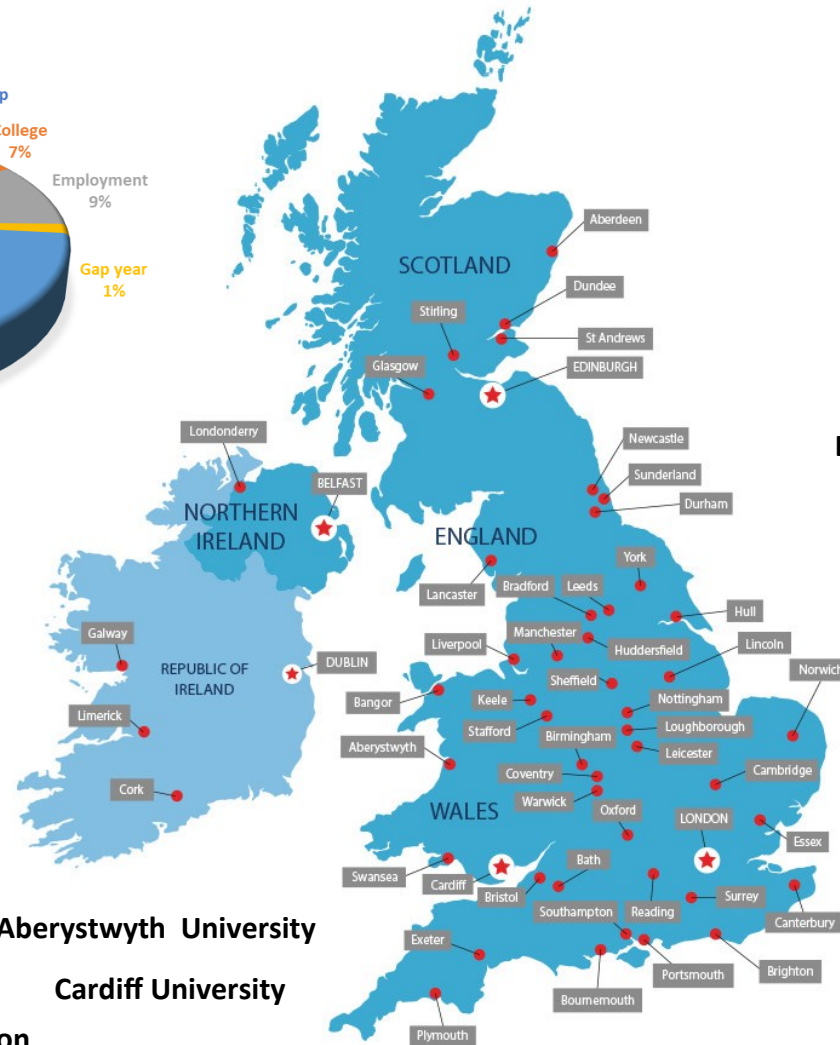 p
College
7%
Employment
9%
Gap year
1%
Aberdeen
SCOTLAND
Dundee
Stirling
St Andrews
Glasgow
EDINBURGH
Londonderry
Newcastle
BELFAST
Sunderland
Durham
NORTHERN
IRELAND
ENGLAND
York
Lancaster
Bradford
Leeds
Hull
Galway
Manchester
Liverpool
Huddersfield
Lincoln
REPUBLIC OF
IRELAND
DUBLIN
Sheffield
Norwich
Bangor
Keele
Nottingham
Limerick
Stafford
Loughborough
Birmingham
Aberystwyth
Leicester
Coventry
Cambridge
Cork
Warwick
WALES
Oxford
LONDON
Essex
Bath
Swansea
Cardiff
Bristol
Surrey
Southampton
Reading
Canterbury
Aberystwyth University
Exeter
Portsmouth
Brighton
Cardiff University
Bournemouth
Plymouth
on